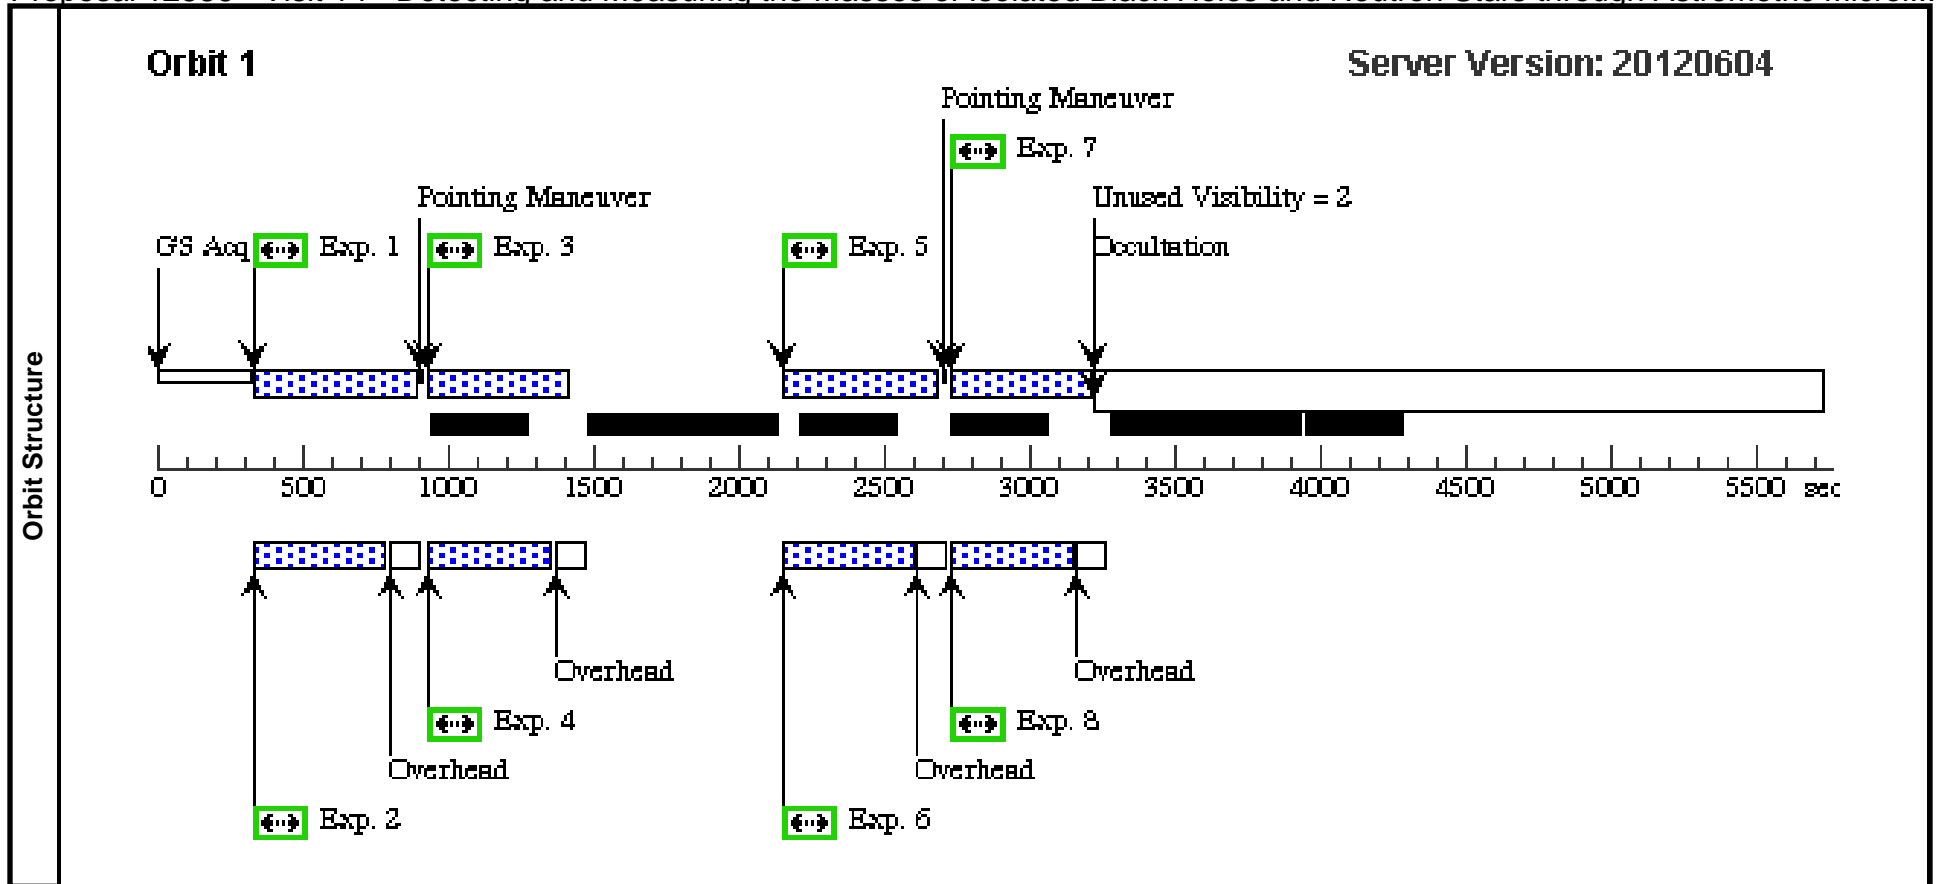 Orbit 1
Server Version: 20120604
Pointing Maneuver
Exp. 7
Pointing Maneuver
Unused Visibility = 2
GS Acq
Exp. 1
Exp. 3
Exp. 5
Occultation
Orbit Structure
0 500 1000 1500 2000 2500 3000 3500 4000 4500 5000 5500 sec
Overhead
Overhead
Exp. 4
Exp. 8
Overhead
Overhead
Exp. 2
Exp. 6